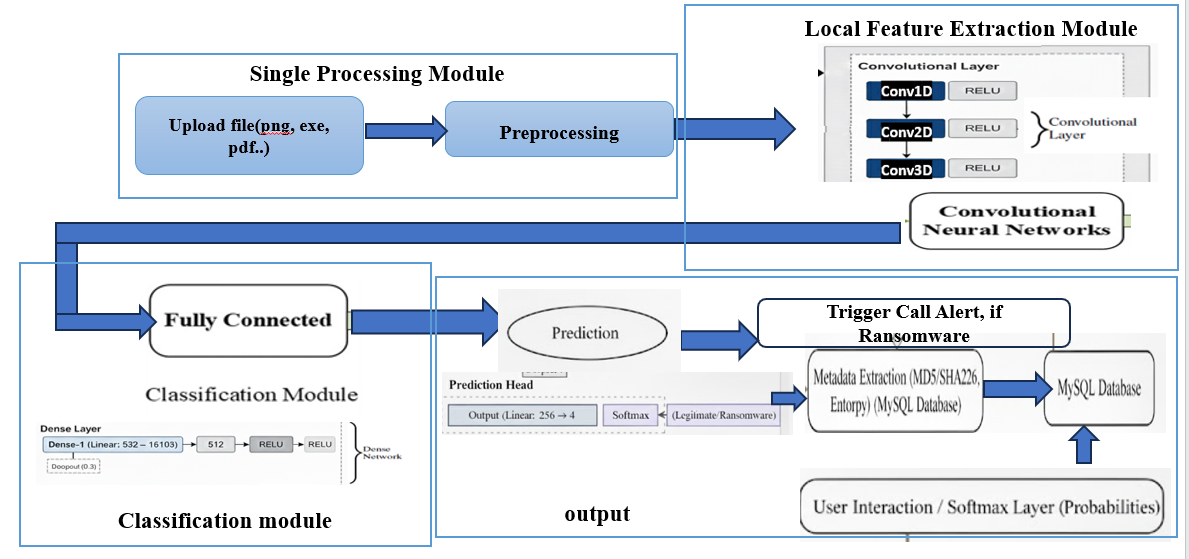 Local Feature Extraction Module
Single Processing Module
Upload file(png, exe,
pdf..)
Preprocessing
Convolutional Layer
Conv1D
RELU
Conv2D
RELU
Conv3D
RELU
Convolutional
Layer
Convolutional
Neural Networks
Fully Connected
Classification Module
Dense Layer
Dense-1 (Linear: 532 – 16103)
512
RELU
RELU
Doopout (0.3)
Dense
Network
Classification module
Prediction
Trigger Call Alert, if
Ransomware
Prediction Head
Output (Linear: 256 → 4
Softmax
(Legiimate/Ransomware)
Metadata Extraction (MD5/SHA226,
Entorpy) (MySQL Database)
MySQL Database
User Interaction / Softmax Layer (Probabilities)
output